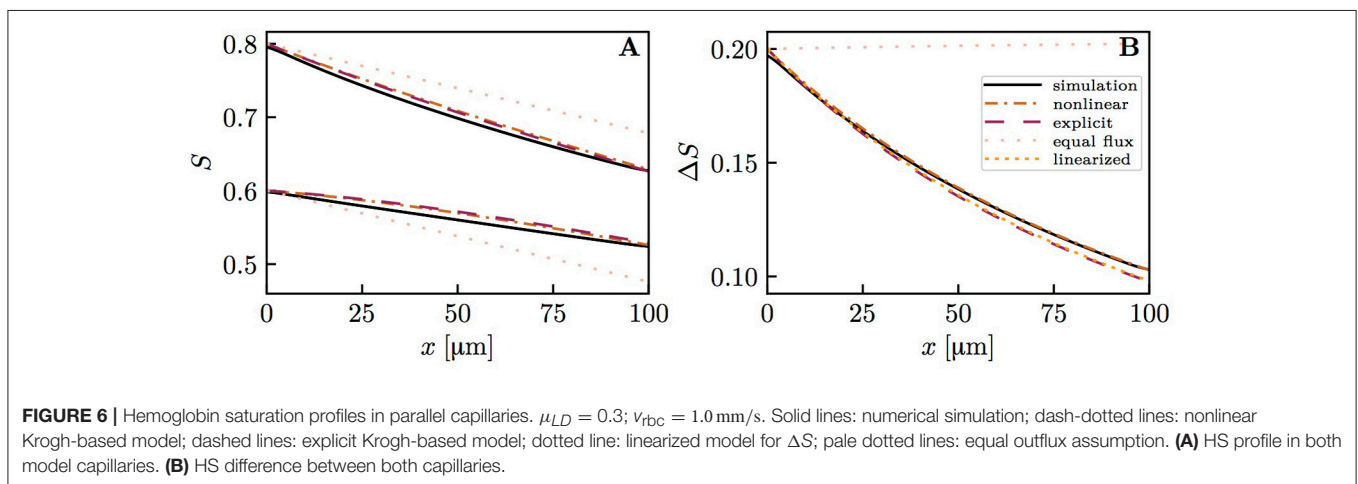 A
0.8
0.7
0.6
0.5
S
0
25
50
75
100
x [μm]
B
0.20
0.15
0.10
ΔS
simulation
nonlinear
explicit
equal flux
linearized
0
25
50
75
100
x [μm]
FIGURE 6 | Hemoglobin saturation profiles in parallel capillaries. μLD = 0.3; vrbc = 1.0 mm/s. Solid lines: numerical simulation; dash-dotted lines: nonlinear
Krogh-based model; dashed lines: explicit Krogh-based model; dotted line: linearized model for ΔS; pale dotted lines: equal outflux assumption. (A) HS profile in both
model capillaries. (B) HS difference between both capillaries.